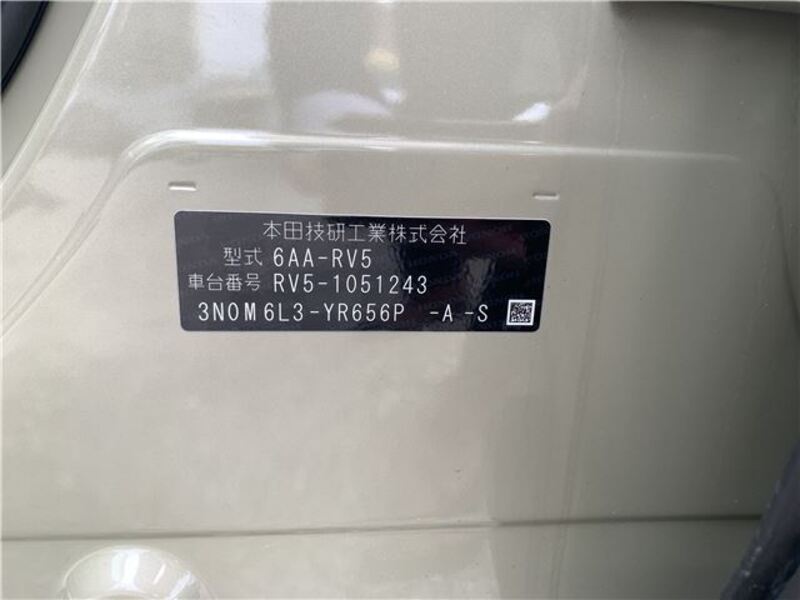 本田技研工業株式会社
型式 6AA-RV5
車台番号 RV5-1051243
3N0M6L3-YR656P -A-S